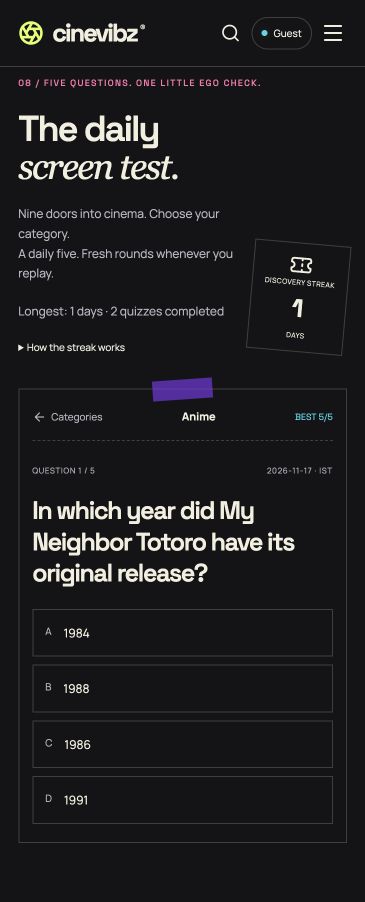 cinevibz®
Guest
08 / FIVE QUESTIONS. ONE LITTLE EGO CHECK.
The daily
screen test.
Nine doors into cinema. Choose your
category.
A daily five. Fresh rounds whenever you
replay.
Longest: 1 days · 2 quizzes completed
▸ How the streak works
DISCOVERY STREAK
1
DAYS
← Categories
Anime
BEST 5/5
QUESTION 1 / 5
2026-11-17 · IST
In which year did My
Neighbor Totoro have its
original release?
A 1984
B 1988
C 1986
D 1991